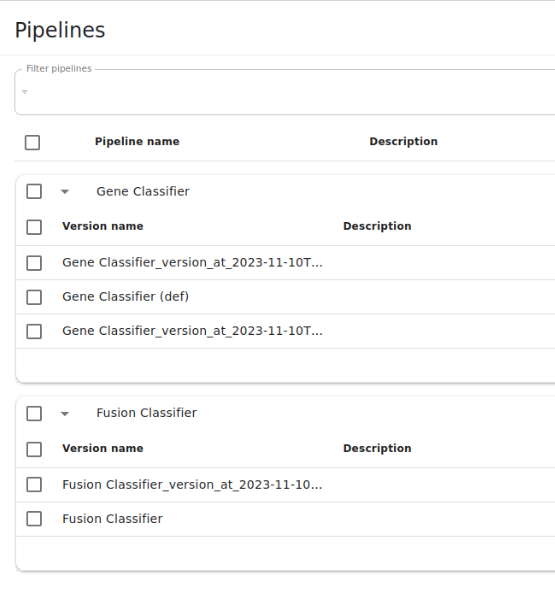 Pipelines
Filter pipelines
Pipeline name Description
Gene Classifier
Version name Description
Gene Classifier_version_at_2023-11-10T...
Gene Classifier (def)
Gene Classifier_version_at_2023-11-10T...
Fusion Classifier
Version name Description
Fusion Classifier_version_at_2023-11-10...
Fusion Classifier